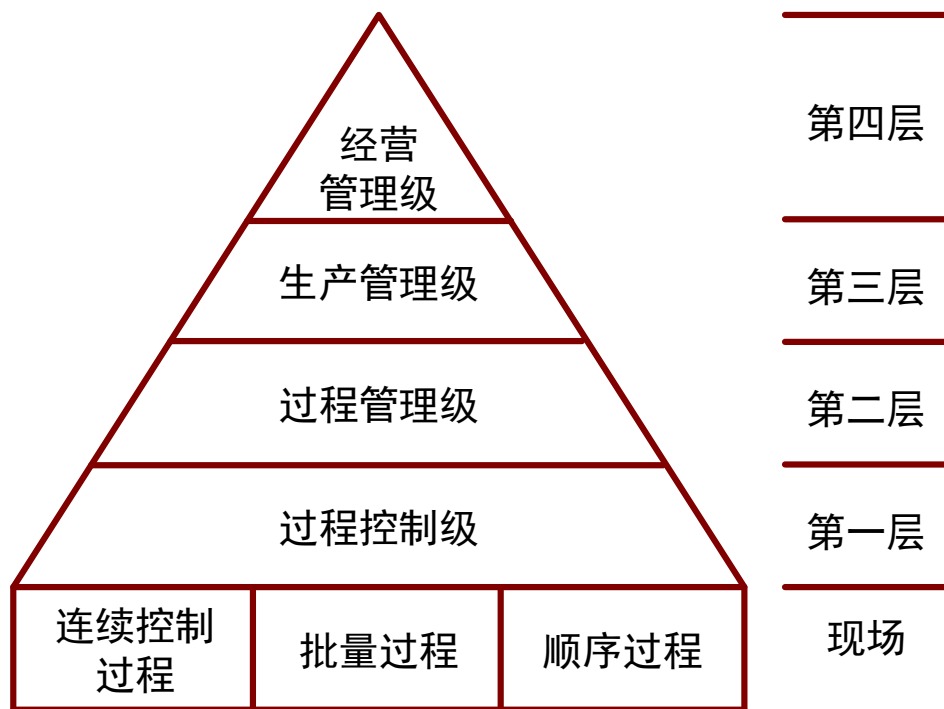 经营
管理级
第四层
生产管理级
第三层
过程管理级
第二层
过程控制级
第一层
连续控制
过程
批量过程
顺序过程
现场